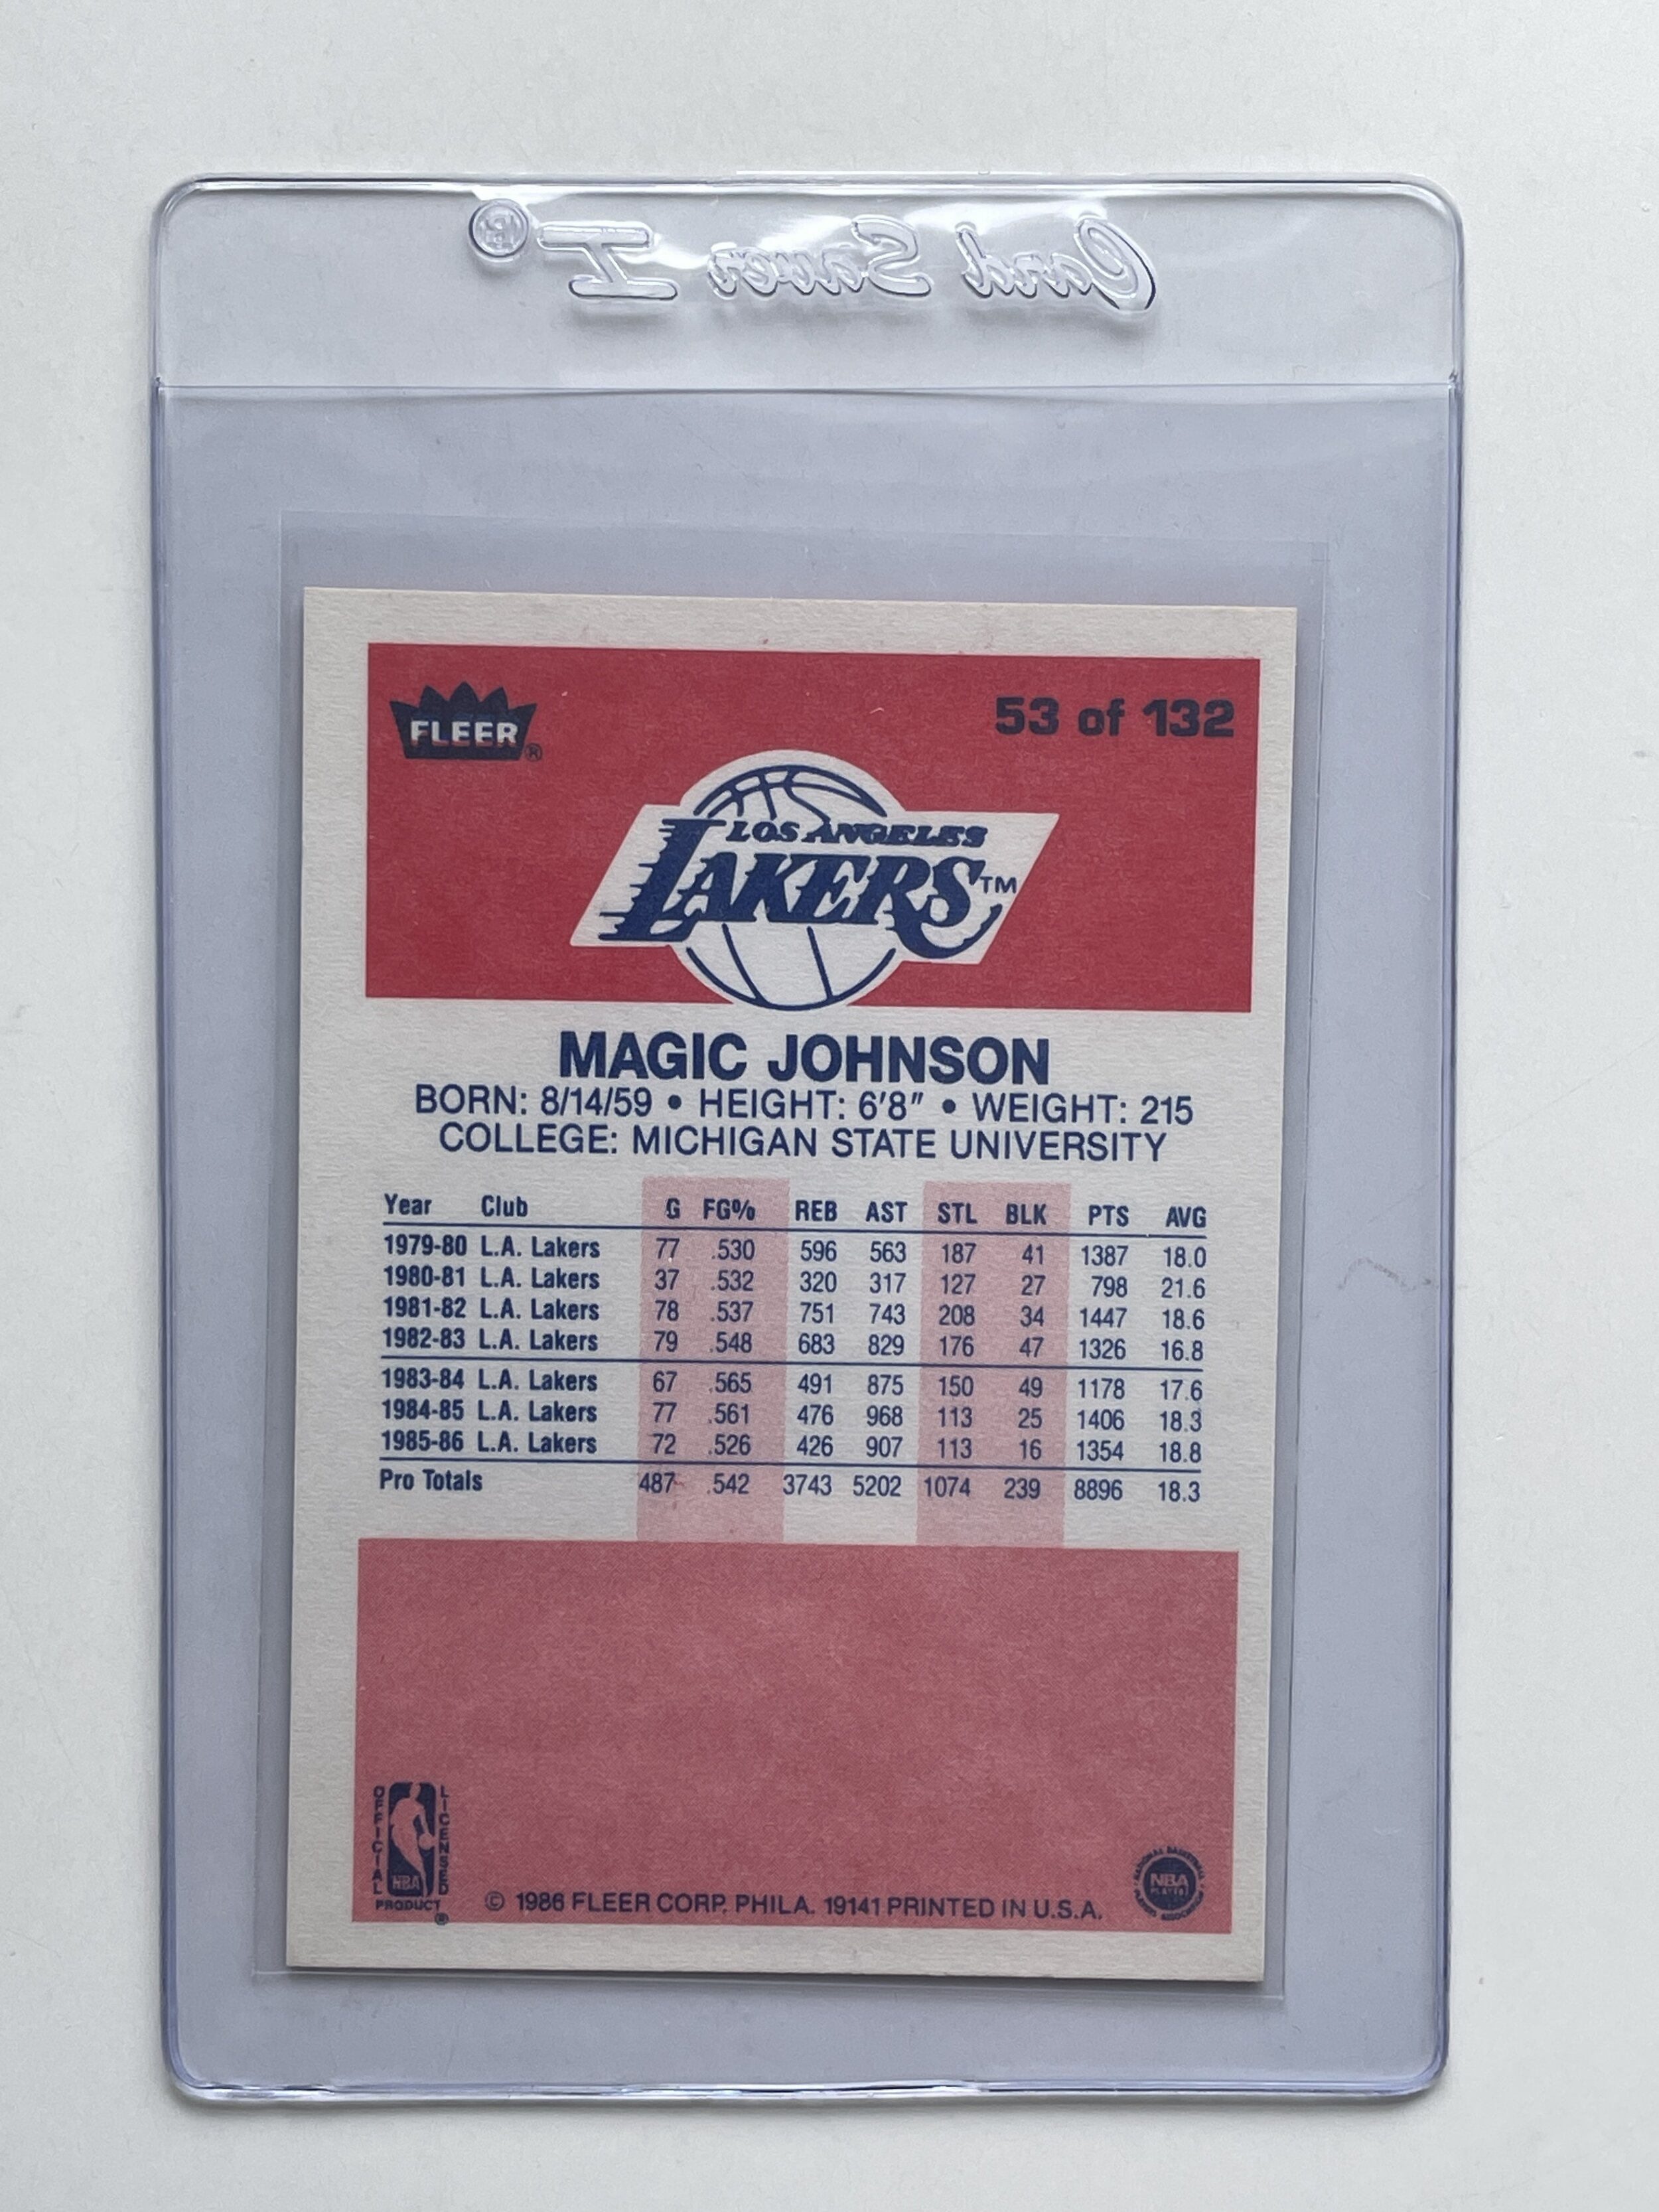 Card Saver I®
FLEER®
53 of 132
LOS ANGELES
LAKERS™
MAGIC JOHNSON
BORN: 8/14/59 • HEIGHT: 6'8" • WEIGHT: 215
COLLEGE: MICHIGAN STATE UNIVERSITY
Year Club G FG% REB AST STL BLK PTS AVG
1979-80 L.A. Lakers 77 .530 596 563 187 41 1387 18.0
1980-81 L.A. Lakers 37 .532 320 317 127 27 798 21.6
1981-82 L.A. Lakers 78 .537 751 743 208 34 1447 18.6
1982-83 L.A. Lakers 79 .548 683 829 176 47 1326 16.8
1983-84 L.A. Lakers 67 .565 491 875 150 49 1178 17.6
1984-85 L.A. Lakers 77 .561 476 968 113 25 1406 18.3
1985-86 L.A. Lakers 72 .526 426 907 113 16 1354 18.8
Pro Totals 487 .542 3743 5202 1074 239 8896 18.3
OFFICIAL
LICENSED
NBA
PRODUCT®
© 1986 FLEER CORP. PHILA. 19141 PRINTED IN U.S.A.
NATIONAL BASKETBALL
NBA
PLAYERS
ASSOCIATION